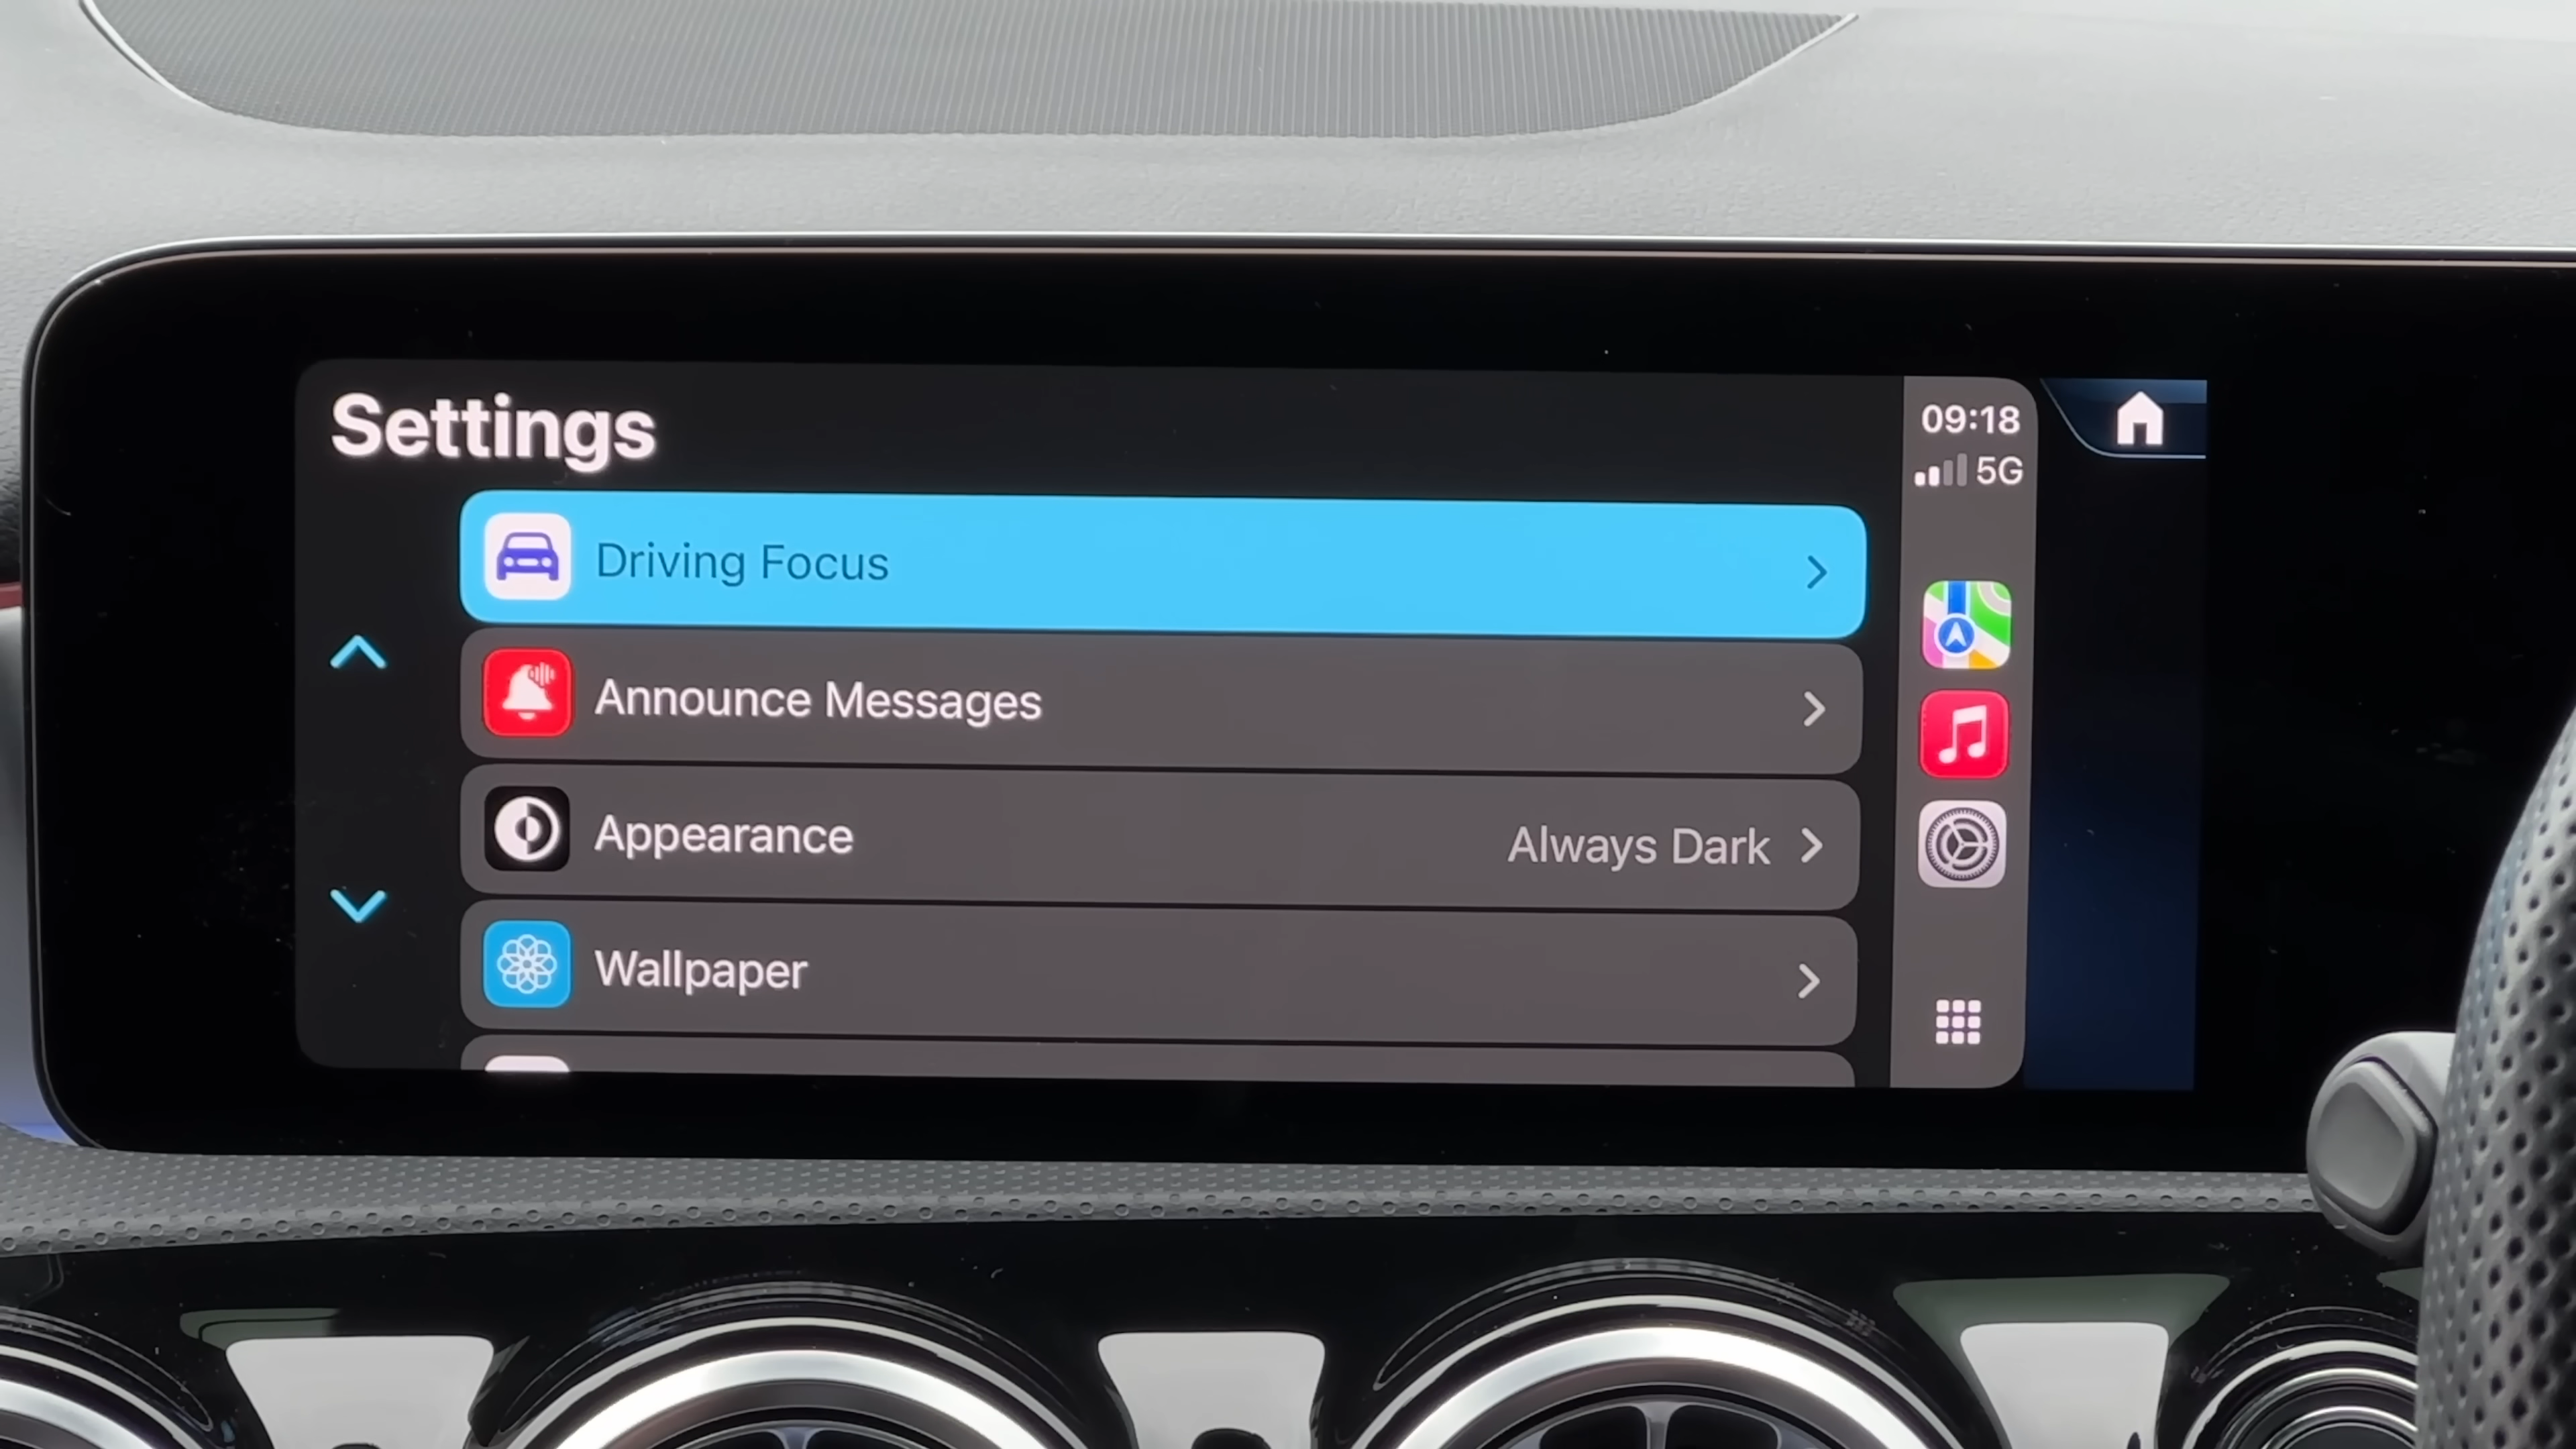 Settings
09:18
5G
Driving Focus
Announce Messages
Appearance
Always Dark
Wallpaper